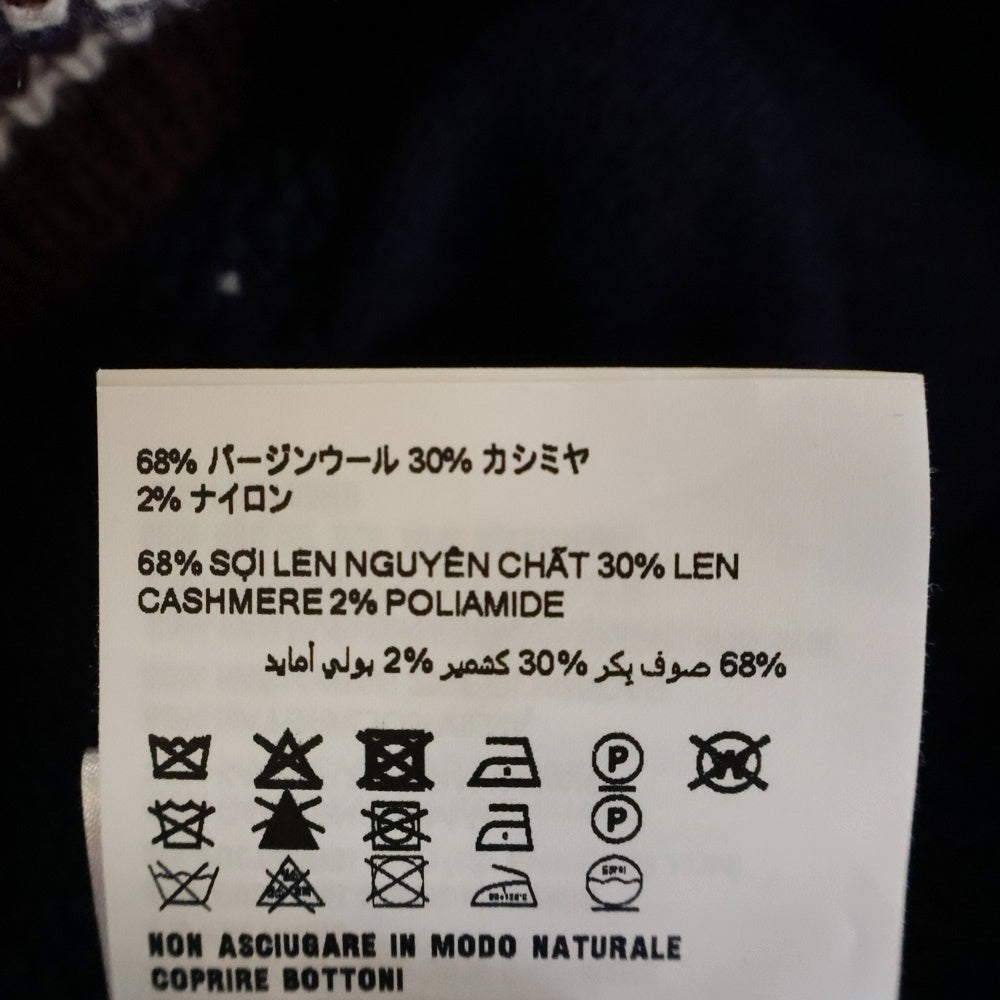 68% バージンウール 30% カシミヤ
2% ナイロン
68% SỢI LEN NGUYÊN CHẤT 30% LEN
CASHMERE 2% POLIAMIDE
68% صوف بكر 30% كشمير 2% بولي أمايد
P W
P
NON ASCIUGARE IN MODO NATURALE
COPRIRE BOTTONI